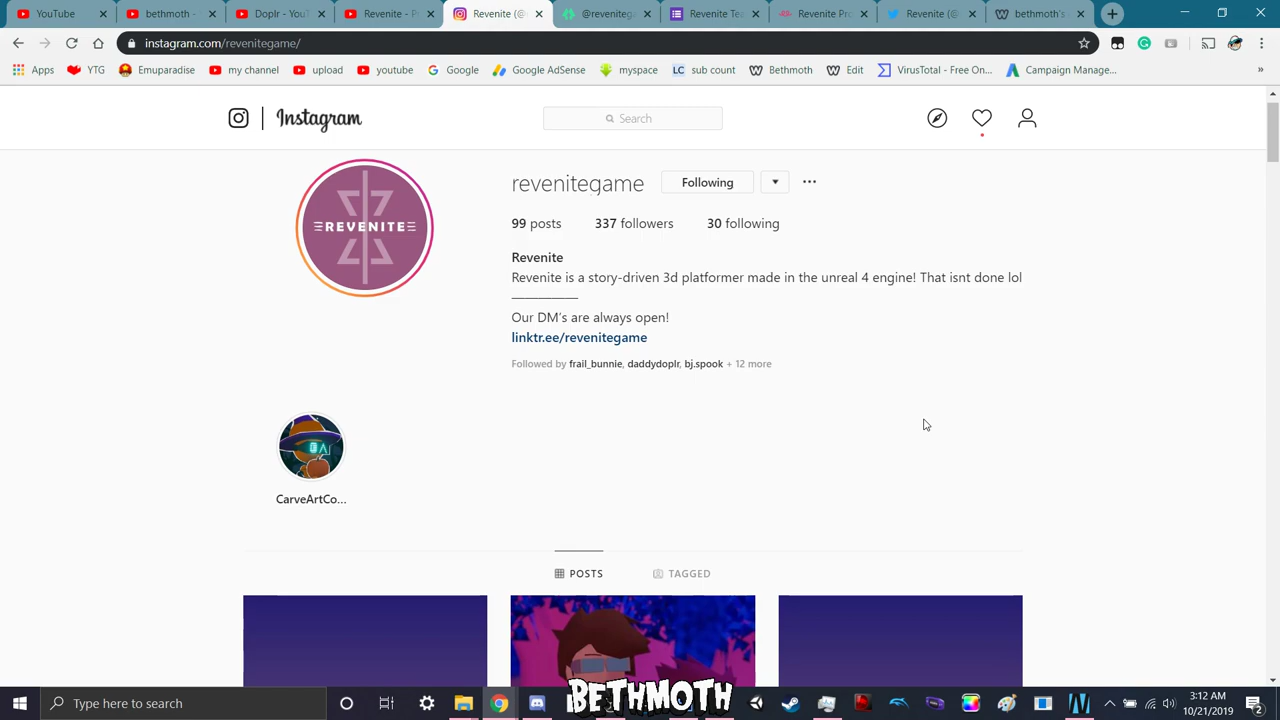 YouTube
bethmoth -
Doplr - YouT
Revenite - P
Revenite (@
@revenitega
Revenite Tea
Revenite Pro
Revenite (@
bethmoth's
instagram.com/revenitegame/
Apps
YTG
Emuparadise
my channel
upload
youtube
Google
Google AdSense
myspace
LC sub count
Bethmoth
Edit
VirusTotal - Free On...
Campaign Manage...
»
Instagram
Search
REVENITE
revenitegame
Following
99 posts
337 followers
30 following
Revenite
Revenite is a story-driven 3d platformer made in the unreal 4 engine! That isnt done lol
——————
Our DM's are always open!
linktr.ee/revenitegame
Followed by frail_bunnie, daddydoplr, bj.spook + 12 more
CarveArtCo...
POSTS
TAGGED
Type here to search
BETHMOTH
3:12 AM
10/21/2019